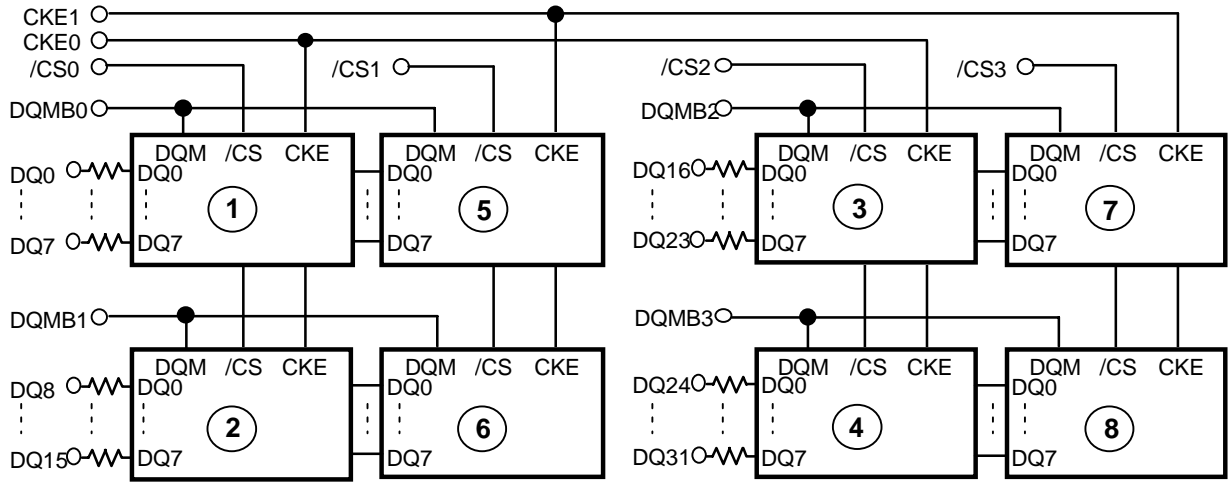 CKE1
CKE0
/CS0 /CS1 /CS2 /CS3
DQMB0 DQMB2
DQM /CS CKE DQM /CS CKE DQM /CS CKE DQM /CS CKE
DQ0 DQ0 DQ0 DQ16 DQ0 DQ0
1 5 3 7
DQ7 DQ7 DQ7 DQ23 DQ7 DQ7
DQMB1 DQMB3
DQM /CS CKE DQM /CS CKE DQM /CS CKE DQM /CS CKE
DQ8 DQ0 DQ0 DQ24 DQ0 DQ0
2 6 4 8
DQ15 DQ7 DQ7 DQ31 DQ7 DQ7